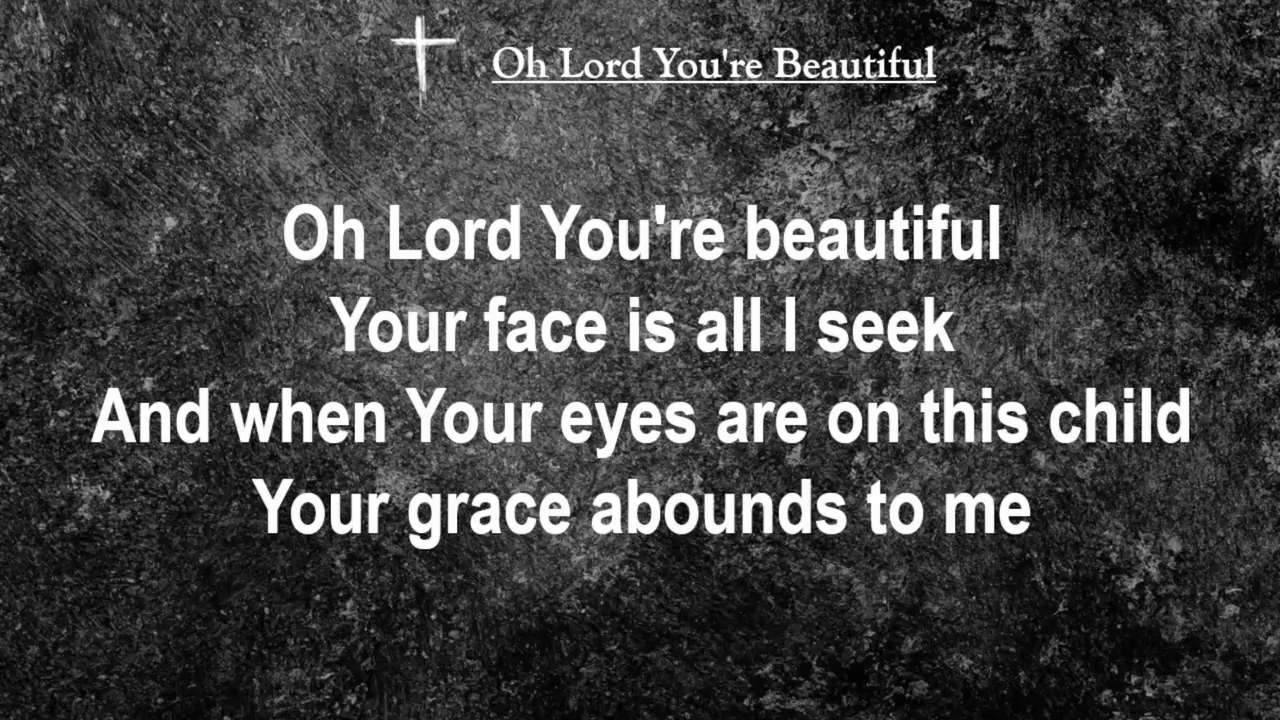 Oh Lord You're Beautiful
Oh Lord You're beautiful
Your face is all I seek
And when Your eyes are on this child
Your grace abounds to me